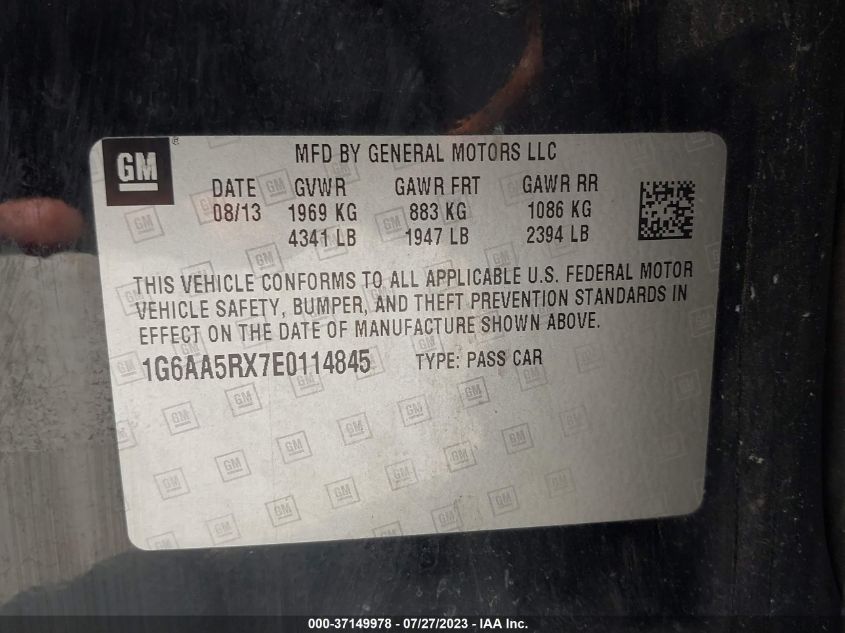 GM ®
MFD BY GENERAL MOTORS LLC
DATE GVWR GAWR FRT GAWR RR
08/13 1969 KG 883 KG 1086 KG
4341 LB 1947 LB 2394 LB
THIS VEHICLE CONFORMS TO ALL APPLICABLE U.S. FEDERAL MOTOR
VEHICLE SAFETY, BUMPER, AND THEFT PREVENTION STANDARDS IN
EFFECT ON THE DATE OF MANUFACTURE SHOWN ABOVE.
1G6AA5RX7E0114845 TYPE: PASS CAR
000-37149978 / 07/27/2023 - IAA Inc.